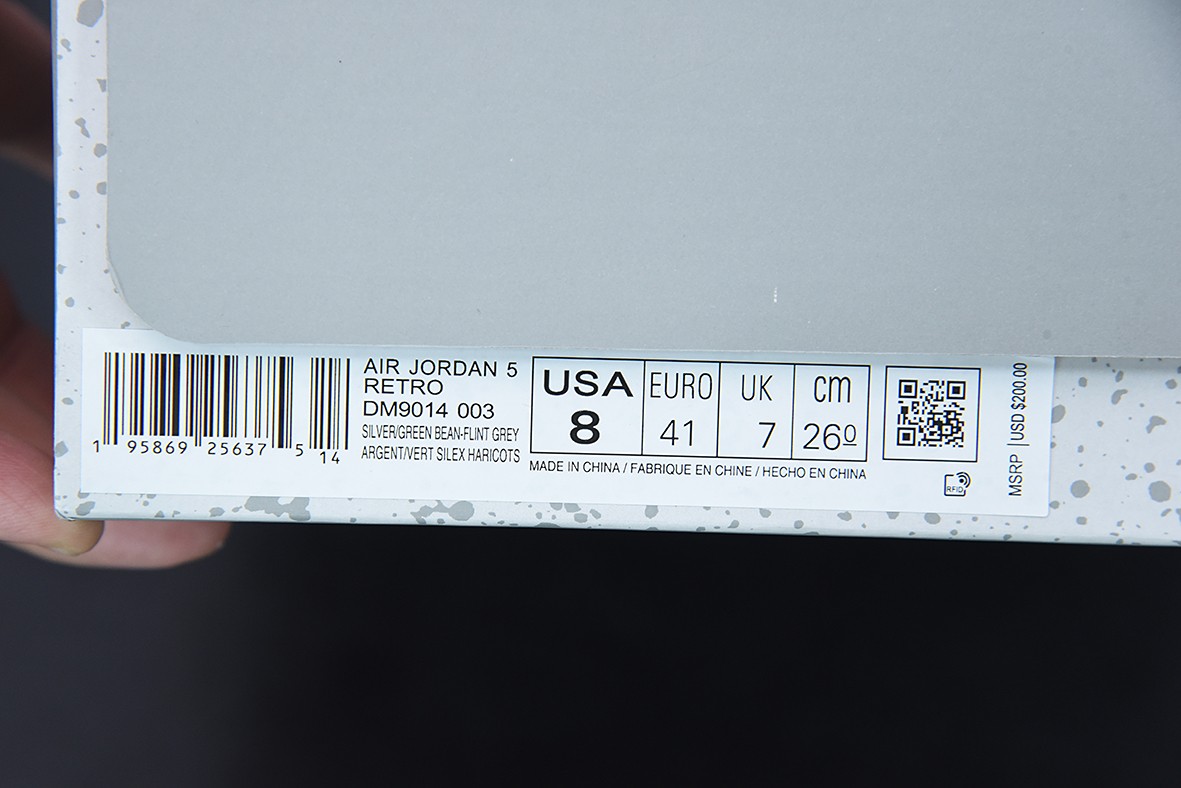 1 95869 25637 5 14
AIR JORDAN 5
RETRO
DM9014 003
SILVER/GREEN BEAN-FLINT GREY
ARGENT/VERT SILEX HARICOTS
USA
8
EURO
41
UK
7
cm
26⁰
MADE IN CHINA / FABRIQUE EN CHINE / HECHO EN CHINA
RFID
MSRP | USD $200.00